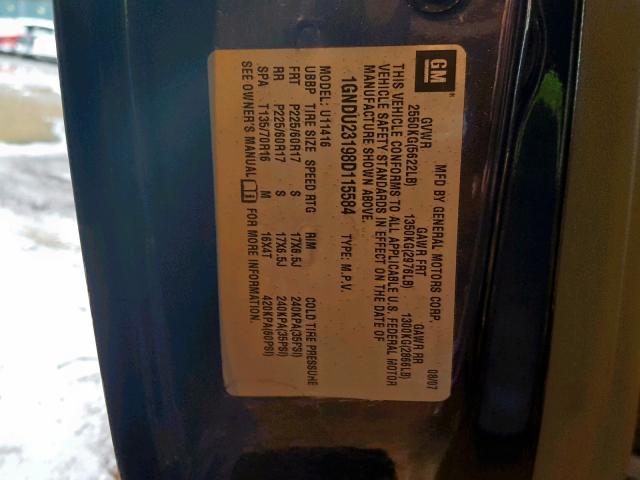 GM
MFD BY GENERAL MOTORS CORP. 08/07
GVWR GAWR FRT GAWR RR
2550KG(5622LB) 1350KG(2976LB) 1300KG(2866LB)
THIS VEHICLE CONFORMS TO ALL APPLICABLE U.S. FEDERAL MOTOR
VEHICLE SAFETY STANDARDS IN EFFECT ON THE DATE OF
MANUFACTURE SHOWN ABOVE.
1GNDU23198D115584 TYPE: M.P.V.
MODEL: U11416
UBBP TIRE SIZE SPEED RTG RIM COLD TIRE PRESSURE
FRT P225/60R17 S 17X6.5J 240KPA(35PSI)
RR P225/60R17 S 17X6.5J 240KPA(35PSI)
SPA T135/70R16 M 16X4T 420KPA(60PSI)
SEE OWNER'S MANUAL FOR MORE INFORMATION.